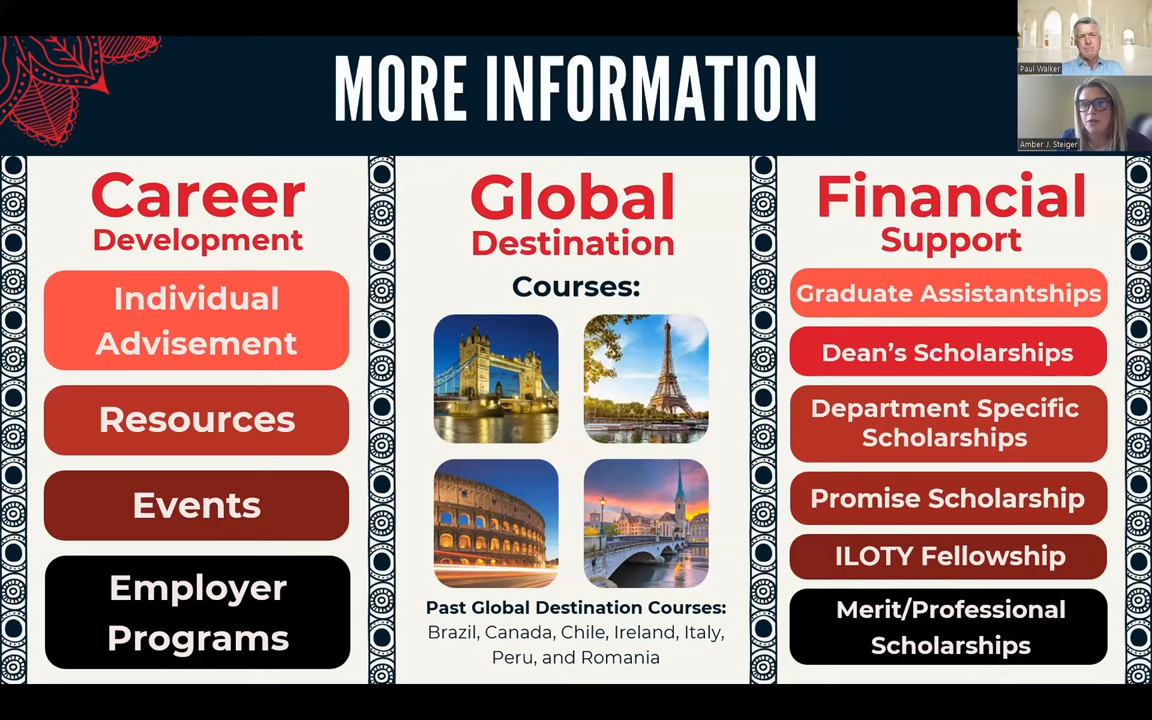 MORE INFORMATION
Paul Walker
Amber J. Steiger
Career
Development
Individual
Advisement
Resources
Events
Employer
Programs
Global
Destination
Courses:
Past Global Destination Courses:
Brazil, Canada, Chile, Ireland, Italy,
Peru, and Romania
Financial
Support
Graduate Assistantships
Dean’s Scholarships
Department Specific
Scholarships
Promise Scholarship
ILOTY Fellowship
Merit/Professional
Scholarships